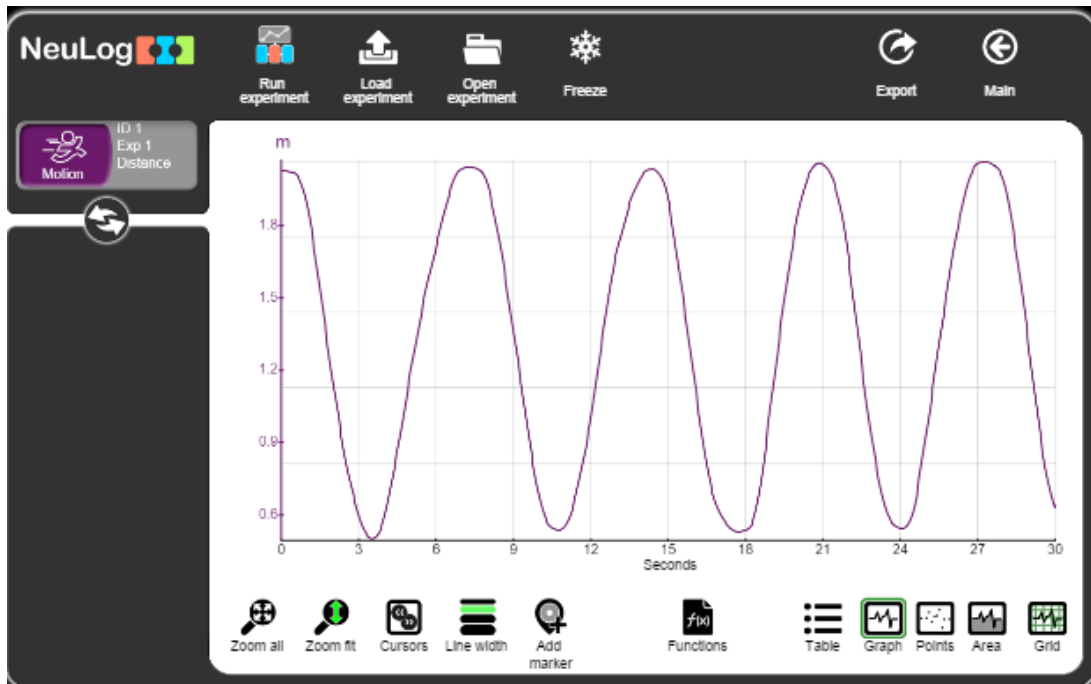 NeuLog
Run
experiment
Load
experiment
Open
experiment
Freeze
Export
Main
Motion
ID 1
Exp 1
Distance
m
1.8
1.5
1.2
0.9
0.6
0 3 6 9 12 15 18 21 24 27 30
Seconds
Zoom all
Zoom fit
Cursors
Line width
Add
marker
f(x)
Functions
Table
Graph
Points
Area
Grid